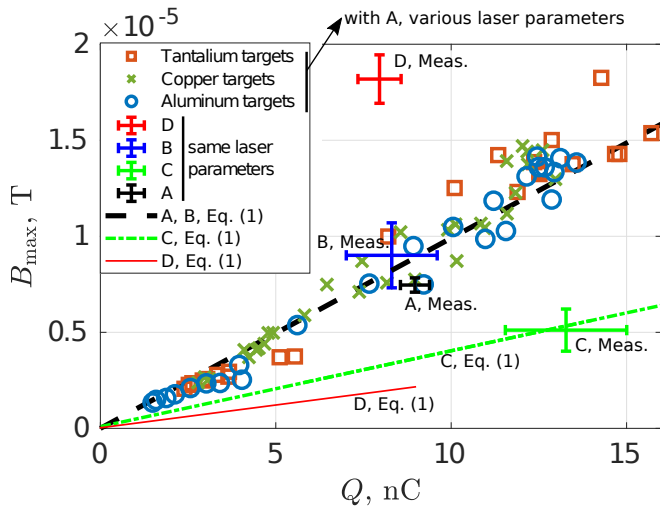 × 10⁻⁵
with A, various laser parameters
Tantalium targets
Copper targets
Aluminum targets
D
B
C
A
same laser
parameters
A, B, Eq. (1)
C, Eq. (1)
D, Eq. (1)
D, Meas.
B, Meas.
A, Meas.
C, Meas.
C, Eq. (1)
D, Eq. (1)
2
1.5
1
0.5
0
B_max, T
0
5
10
15
Q, nC